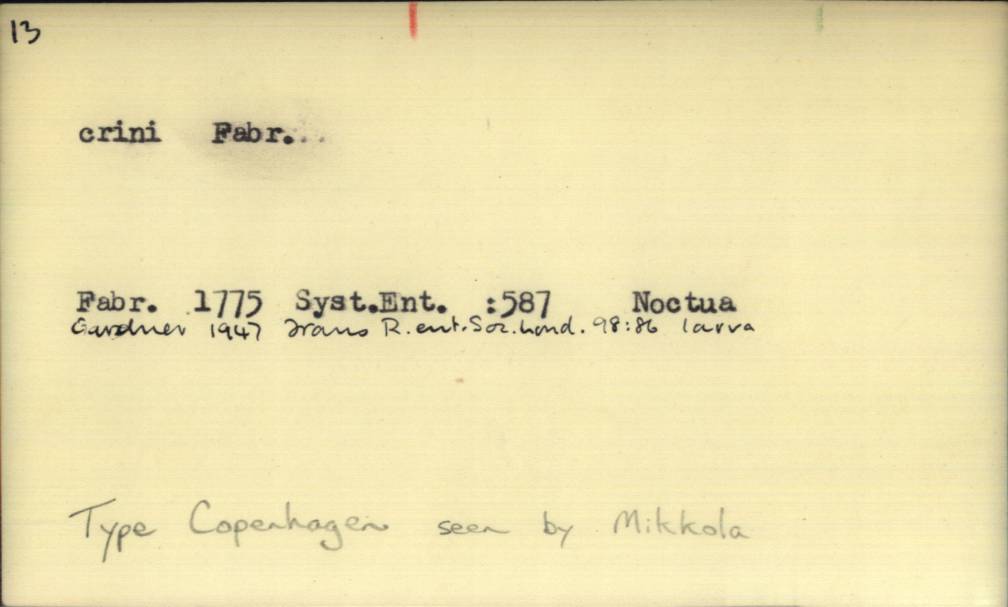 13
crini Fabr...
Fabr. 1775 Syst.Ent. :587 Noctua
Gardner 1947 Trans R. ent. Soc. Lond. 98:86 larva
Type Copenhagen seen by Mikkola